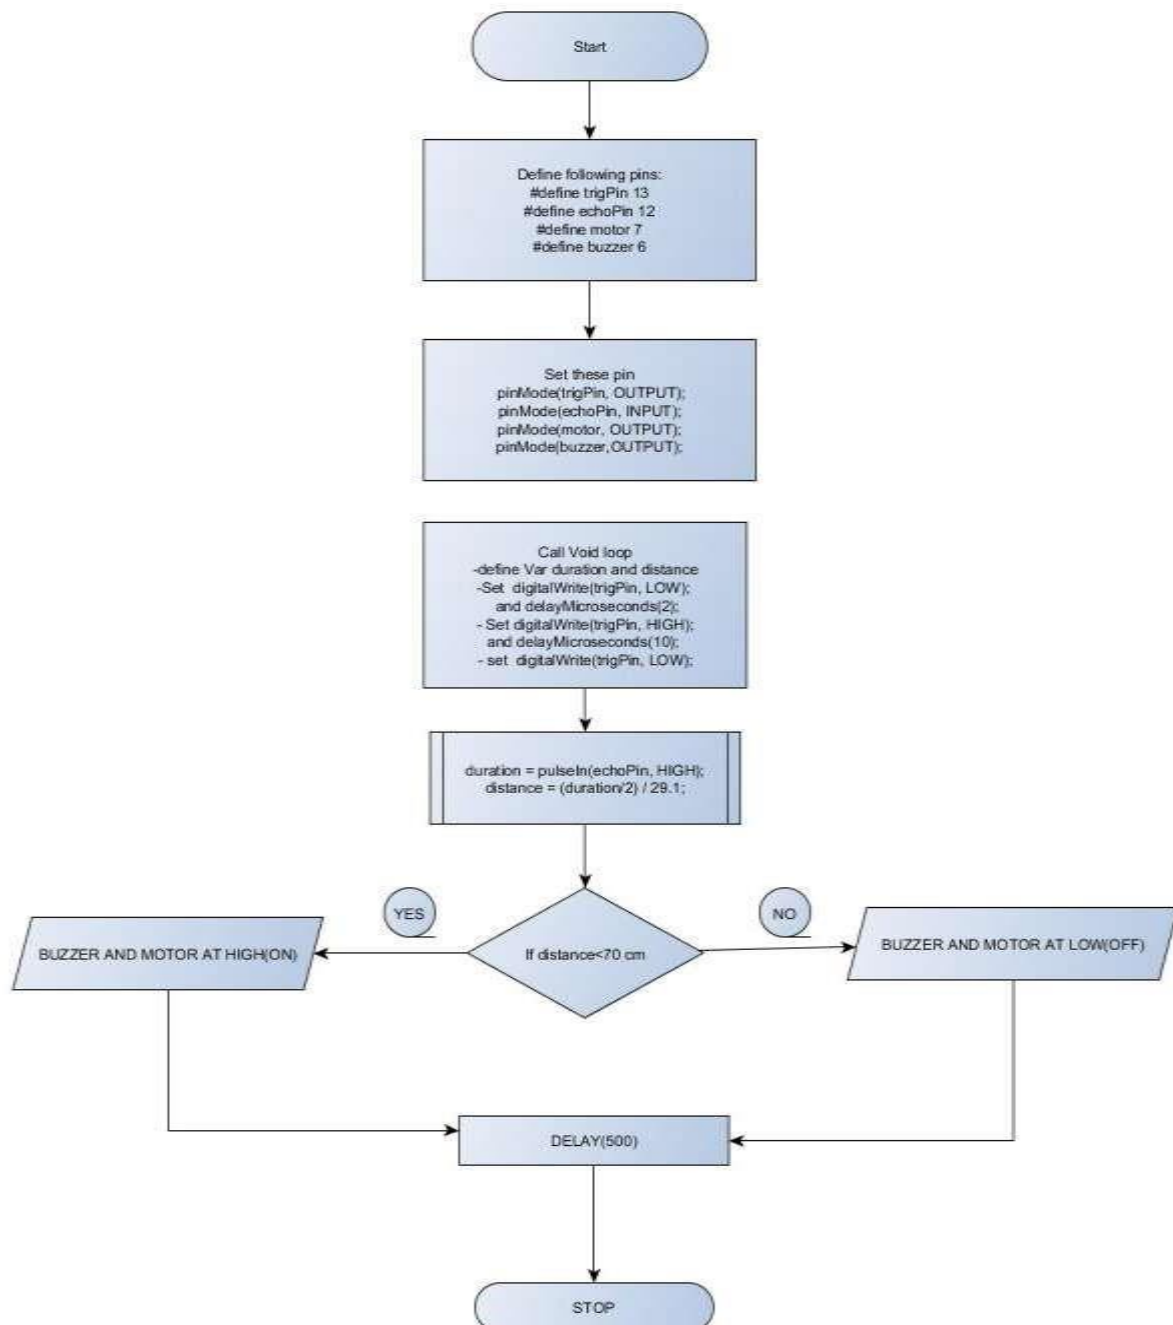 Start
Define following pins:
#define trigPin 13
#define echoPin 12
#define motor 7
#define buzzer 6
Set these pin
pinMode(trigPin, OUTPUT);
pinMode(echoPin, INPUT);
pinMode(motor, OUTPUT);
pinMode(buzzer,OUTPUT);
Call Void loop
-define Var duration and distance
-Set  digitalWrite(trigPin, LOW);
and delayMicroseconds(2);
- Set digitalWrite(trigPin, HIGH);
and delayMicroseconds(10);
- set  digitalWrite(trigPin, LOW);
duration = pulseIn(echoPin, HIGH);
distance = (duration/2) / 29.1;
YES
NO
BUZZER AND MOTOR AT HIGH(ON)
If distance<70 cm
BUZZER AND MOTOR AT LOW(OFF)
DELAY(500)
STOP